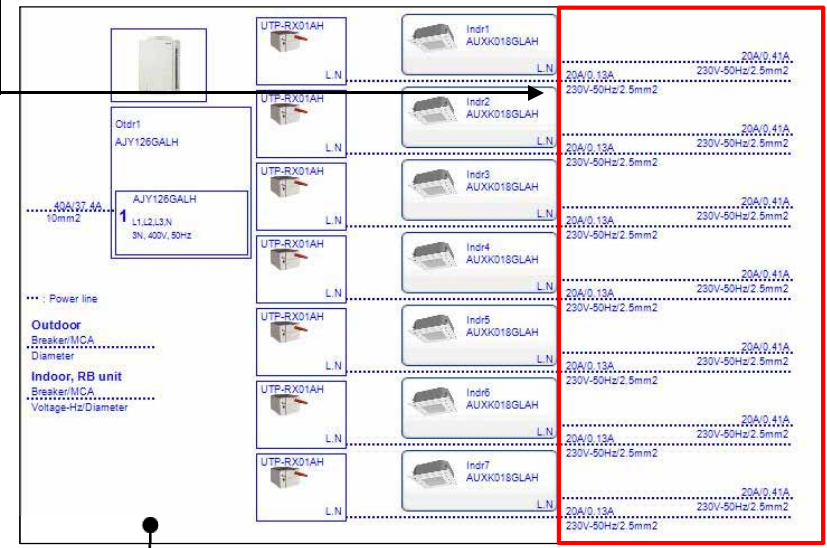 Otdr1
AJY126GALH
40A/37.4A
10mm2
AJY126GALH
1
L1,L2,L3,N
3N, 400V, 50Hz
••• : Power line
Outdoor
Breaker/MCA
Diameter
Indoor, RB unit
Breaker/MCA
Voltage-Hz/Diameter
UTP-RX01AH
L.N
Indr1
AUXK018GLAH
L.N
20A/0.41A
230V-50Hz/2.5mm2
20A/0.13A
230V-50Hz/2.5mm2
UTP-RX01AH
L.N
Indr2
AUXK018GLAH
L.N
20A/0.41A
230V-50Hz/2.5mm2
20A/0.13A
230V-50Hz/2.5mm2
UTP-RX01AH
L.N
Indr3
AUXK018GLAH
L.N
20A/0.41A
230V-50Hz/2.5mm2
20A/0.13A
230V-50Hz/2.5mm2
UTP-RX01AH
L.N
Indr4
AUXK018GLAH
L.N
20A/0.41A
230V-50Hz/2.5mm2
20A/0.13A
230V-50Hz/2.5mm2
UTP-RX01AH
L.N
Indr5
AUXK018GLAH
L.N
20A/0.41A
230V-50Hz/2.5mm2
20A/0.13A
230V-50Hz/2.5mm2
UTP-RX01AH
L.N
Indr6
AUXK018GLAH
L.N
20A/0.41A
230V-50Hz/2.5mm2
20A/0.13A
230V-50Hz/2.5mm2
UTP-RX01AH
L.N
Indr7
AUXK018GLAH
L.N
20A/0.41A
230V-50Hz/2.5mm2
20A/0.13A
230V-50Hz/2.5mm2